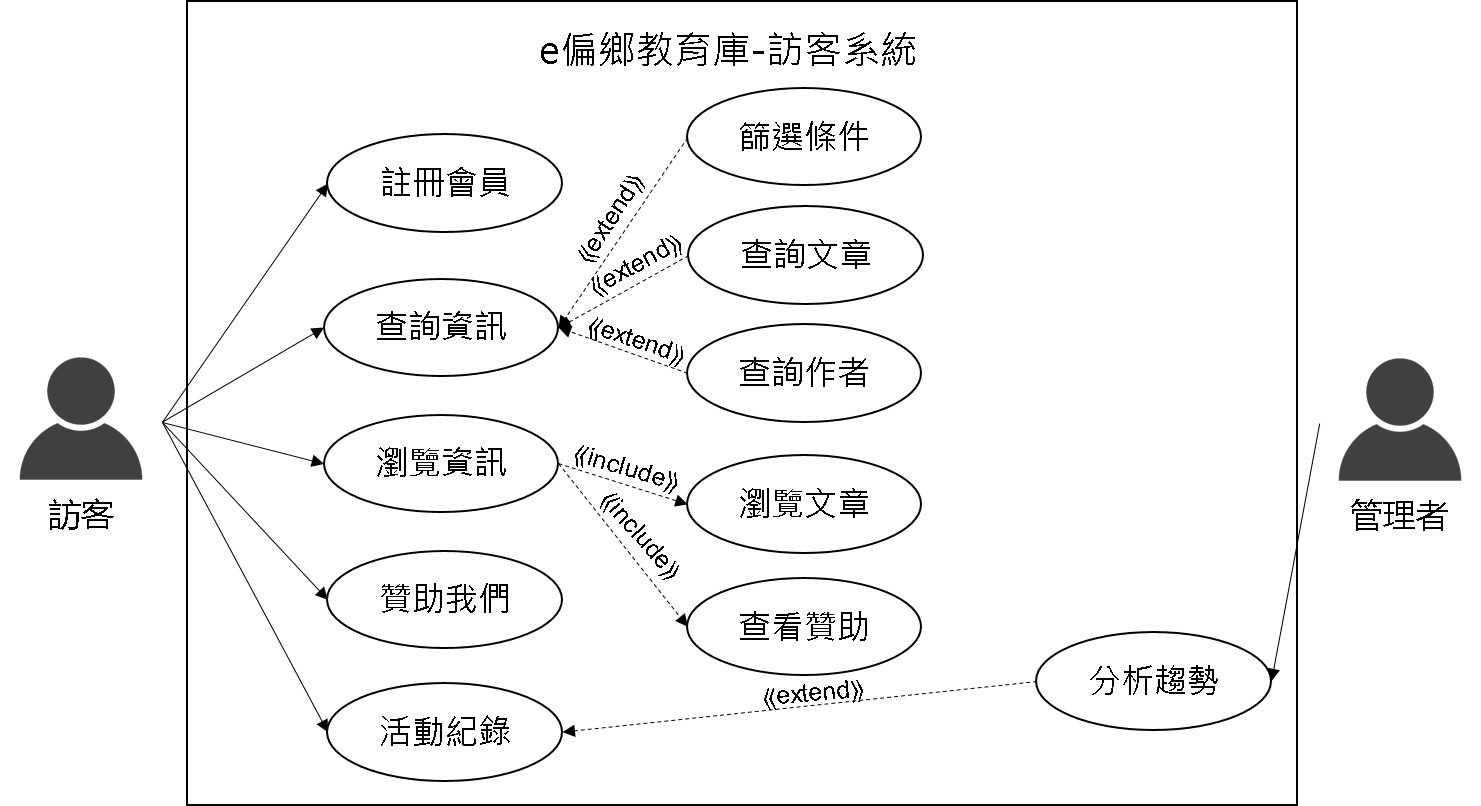 e偏鄉教育庫-訪客系統
篩選條件
註冊會員
《extend》
查詢文章
《extend》
查詢資訊
《extend》
查詢作者
瀏覽資訊
《include》
瀏覽文章
《include》
訪客
管理者
贊助我們
查看贊助
分析趨勢
《extend》
活動紀錄